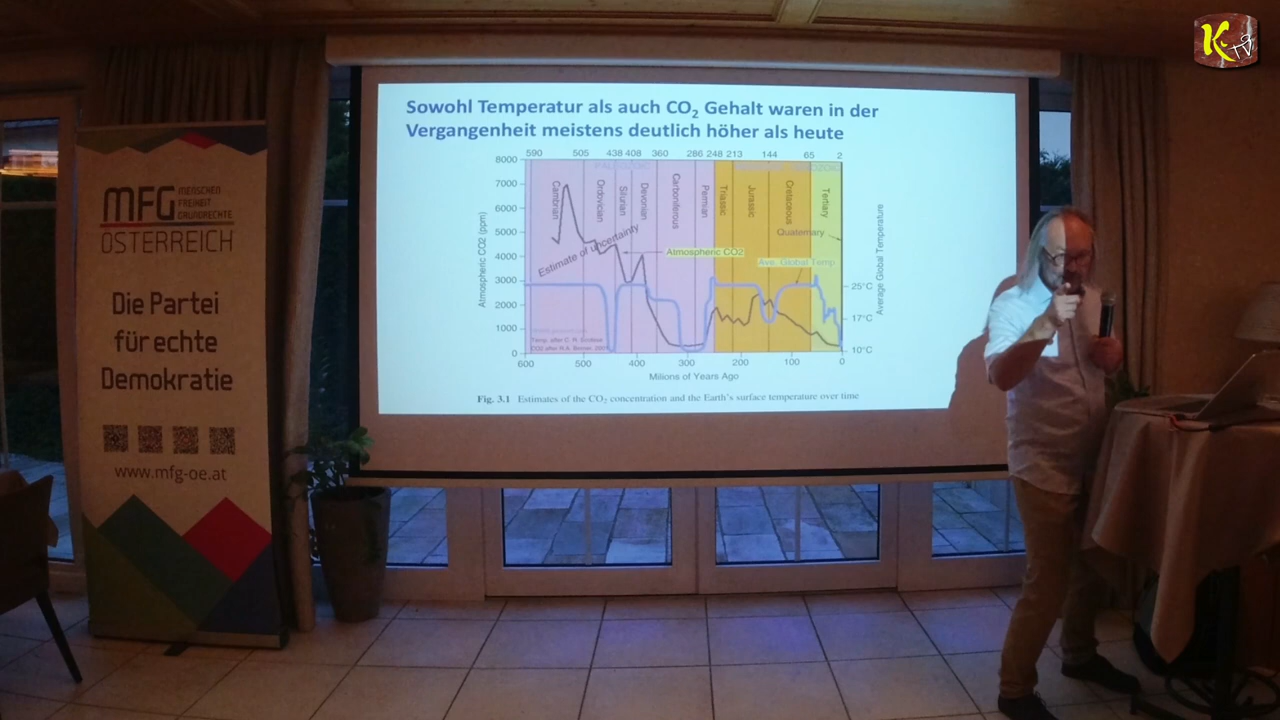 K
TV
MFG
MENSCHEN
FREIHEIT
GRUNDRECHTE
ÖSTERREICH
Die Partei
für echte
Demokratie
www.mfg-oe.at
Sowohl Temperatur als auch CO2 Gehalt waren in der
Vergangenheit meistens deutlich höher als heute
590 505 438 408 360 286 248 213 144 65 2
8000
7000
6000
5000
4000
3000
2000
1000
0
Atmospheric CO2 (ppm)
Cambrian
Ordovician
Silurian
Devonian
Carboniferous
Permian
Triassic
Jurassic
Cretaceous
Tertiary
Quaternary
Estimate of uncertainty
Atmospheric CO2
Ave. Global Temp
25°C
17°C
10°C
Average Global Temperature
600 500 400 300 200 100 0
Milions of Years Ago
Fig. 3.1 Estimates of the CO2 concentration and the Earth's surface temperature over time